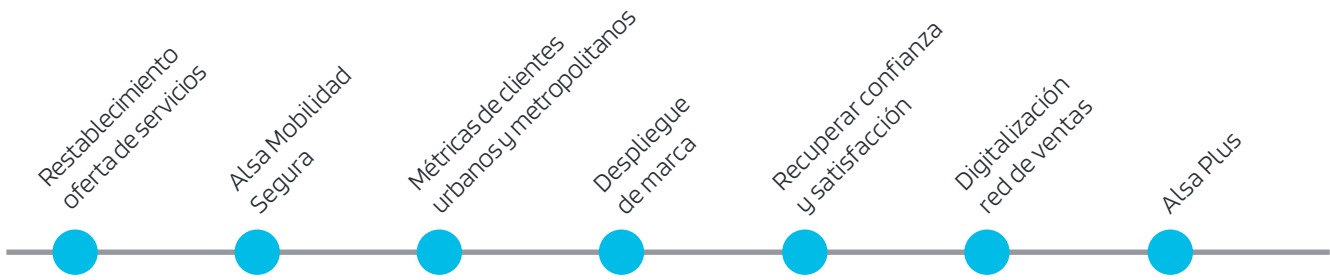 Restablecimiento
oferta de servicios
Alsa Mobilidad
Segura
Métricas de clientes
urbanos y metropolitanos
Despliegue
de marca
Recuperar confianza
y satisfacción
Digitalización
red de ventas
Alsa Plus